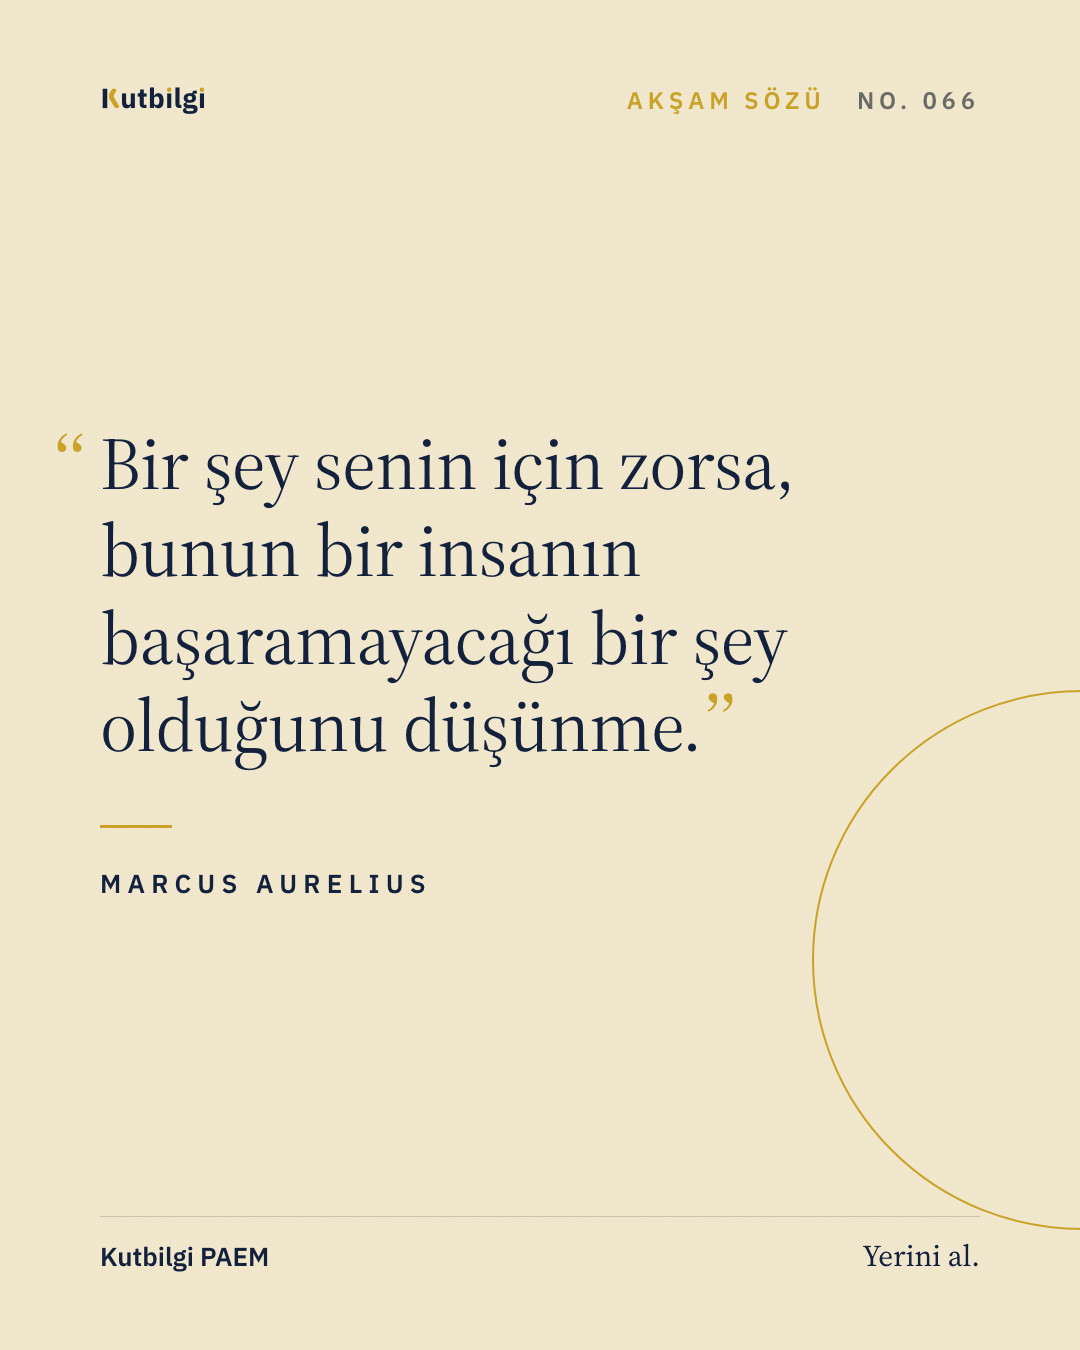 Kutbilgi
AKŞAM SÖZÜ NO. 066
“Bir şey senin için zorsa,
bunun bir insanın
başaramayacağı bir şey
olduğunu düşünme.”
MARCUS AURELIUS
Kutbilgi PAEM
Yerini al.